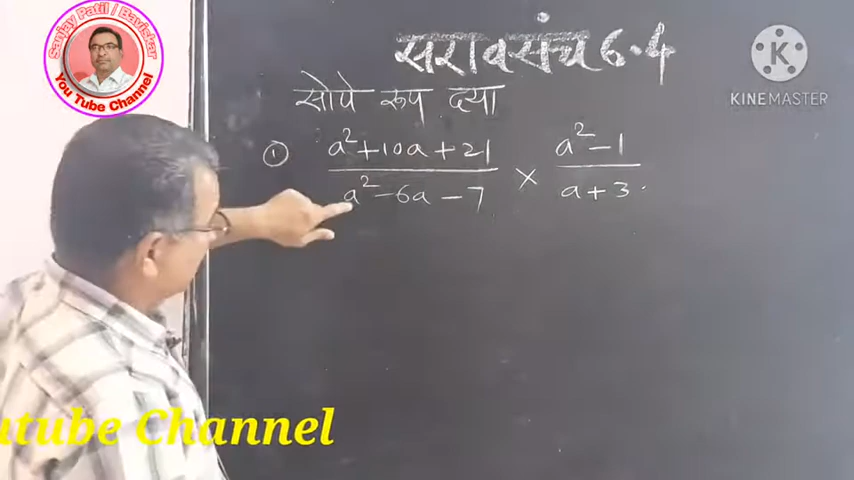 Sanjay Patil / Baviskar
You Tube Channel
सरावसंच 6.4
KINEMASTER
सोपे रूप द्या
① a²+10a+21 / a²-6a-7 × a²-1 / a+3.
utube Channel